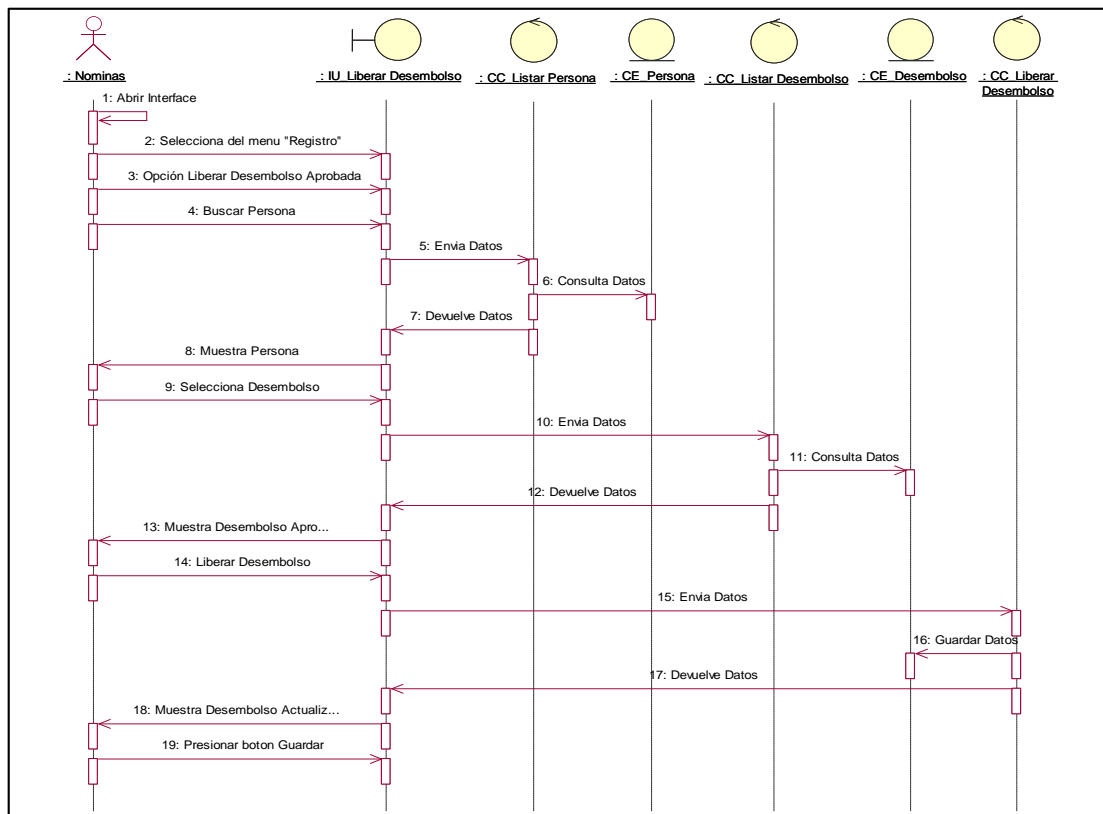 : Nominas
: IU_Liberar Desembolso
: CC_Listar Persona
: CE_Persona
: CC_Listar Desembolso
: CE_Desembolso
: CC_Liberar
Desembolso
1: Abrir Interface
2: Selecciona del menu "Registro"
3: Opción Liberar Desembolso Aprobada
4: Buscar Persona
5: Envia Datos
6: Consulta Datos
7: Devuelve Datos
8: Muestra Persona
9: Selecciona Desembolso
10: Envia Datos
11: Consulta Datos
12: Devuelve Datos
13: Muestra Desembolso Apro...
14: Liberar Desembolso
15: Envia Datos
16: Guardar Datos
17: Devuelve Datos
18: Muestra Desembolso Actualiz...
19: Presionar boton Guardar